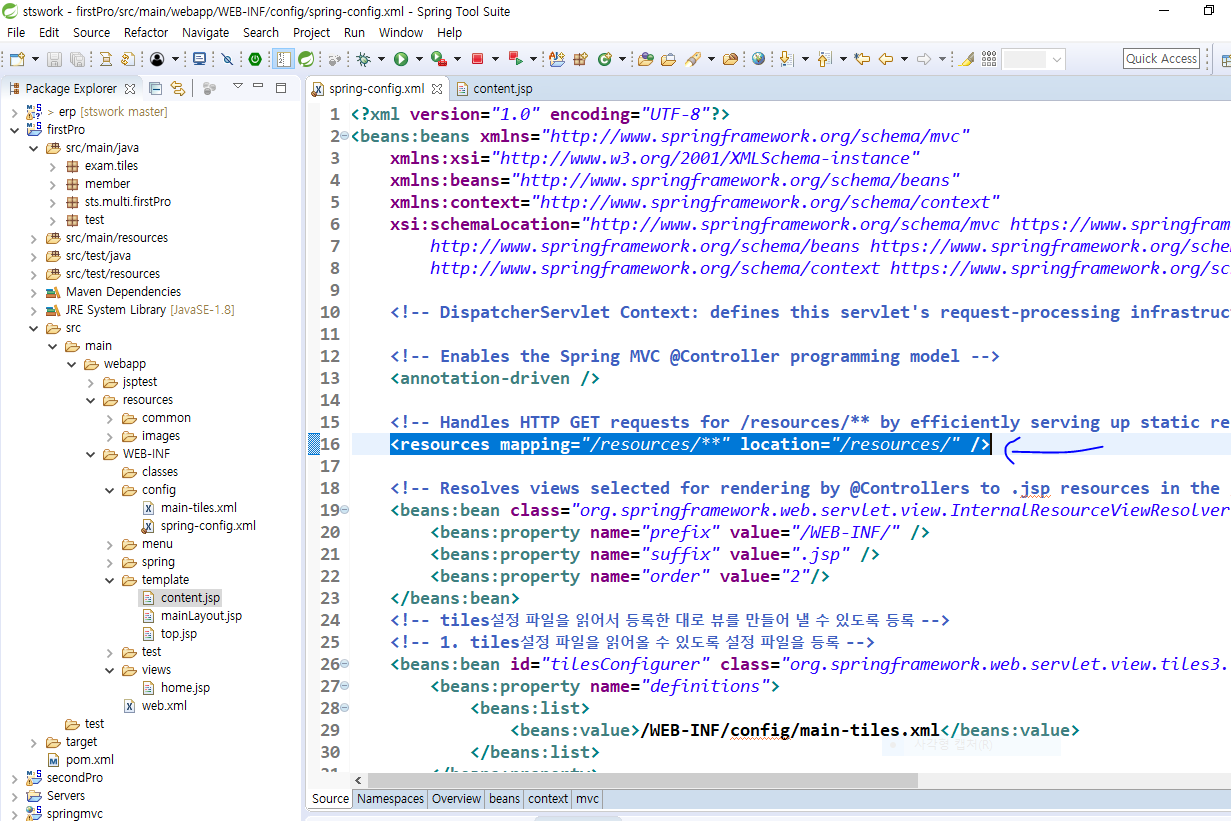 stswork - firstPro/src/main/webapp/WEB-INF/config/spring-config.xml - Spring Tool Suite
File Edit Source Refactor Navigate Search Project Run Window Help
Quick Access
Package Explorer
> erp [stswork master]
firstPro
src/main/java
exam.tiles
member
sts.multi.firstPro
test
src/main/resources
src/test/java
src/test/resources
Maven Dependencies
JRE System Library [JavaSE-1.8]
src
main
webapp
jsptest
resources
common
images
WEB-INF
classes
config
main-tiles.xml
spring-config.xml
menu
spring
template
content.jsp
mainLayout.jsp
top.jsp
test
views
home.jsp
web.xml
test
target
pom.xml
secondPro
Servers
springmvc
spring-config.xml content.jsp
1 <?xml version="1.0" encoding="UTF-8"?>
2 <beans:beans xmlns="http://www.springframework.org/schema/mvc"
3 xmlns:xsi="http://www.w3.org/2001/XMLSchema-instance"
4 xmlns:beans="http://www.springframework.org/schema/beans"
5 xmlns:context="http://www.springframework.org/schema/context"
6 xsi:schemaLocation="http://www.springframework.org/schema/mvc https://www.springfram
7 http://www.springframework.org/schema/beans https://www.springframework.org/sche
8 http://www.springframework.org/schema/context https://www.springframework.org/sc
9
10 <!-- DispatcherServlet Context: defines this servlet's request-processing infrastruct
11
12 <!-- Enables the Spring MVC @Controller programming model -->
13 <annotation-driven />
14
15 <!-- Handles HTTP GET requests for /resources/** by efficiently serving up static re
16 <resources mapping="/resources/**" location="/resources/" />
17
18 <!-- Resolves views selected for rendering by @Controllers to .jsp resources in the
19 <beans:bean class="org.springframework.web.servlet.view.InternalResourceViewResolver
20 <beans:property name="prefix" value="/WEB-INF/" />
21 <beans:property name="suffix" value=".jsp" />
22 <beans:property name="order" value="2"/>
23 </beans:bean>
24 <!-- tiles설정 파일을 읽어서 등록한 대로 뷰를 만들어 낼 수 있도록 등록 -->
25 <!-- 1. tiles설정 파일을 읽어올 수 있도록 설정 파일을 등록 -->
26 <beans:bean id="tilesConfigurer" class="org.springframework.web.servlet.view.tiles3.
27 <beans:property name="definitions">
28 <beans:list>
29 <beans:value>/WEB-INF/config/main-tiles.xml</beans:value>
30 </beans:list>
Source Namespaces Overview beans context mvc